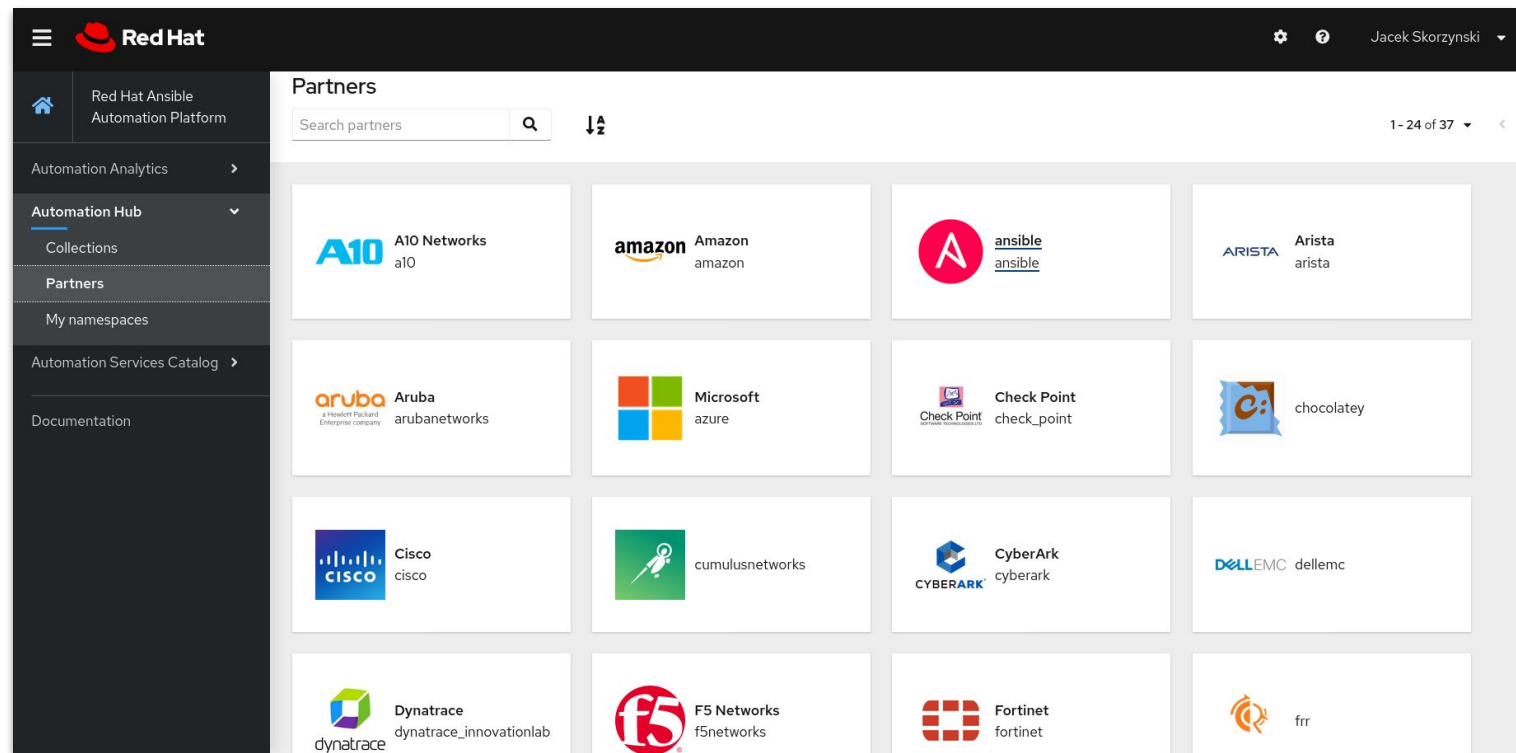 Red Hat
Jacek Skorzynski
Red Hat Ansible
Automation Platform
Automation Analytics
Automation Hub
Collections
Partners
My namespaces
Automation Services Catalog
Documentation
Partners
Search partners
A
Z
1 - 24 of 37
A10
A10 Networks
a10
amazon
Amazon
amazon
A
ansible
ansible
ARISTA
Arista
arista
aruba
a Hewlett Packard
Enterprise company
Aruba
arubanetworks
Microsoft
azure
Check Point
SOFTWARE TECHNOLOGIES LTD
Check Point
check_point
C:
chocolatey
CISCO
Cisco
cisco
cumulusnetworks
CYBERARK
CyberArk
cyberark
DELLEMC
dellemc
dynatrace
Dynatrace
dynatrace_innovationlab
f5
F5 Networks
f5networks
Fortinet
fortinet
frr